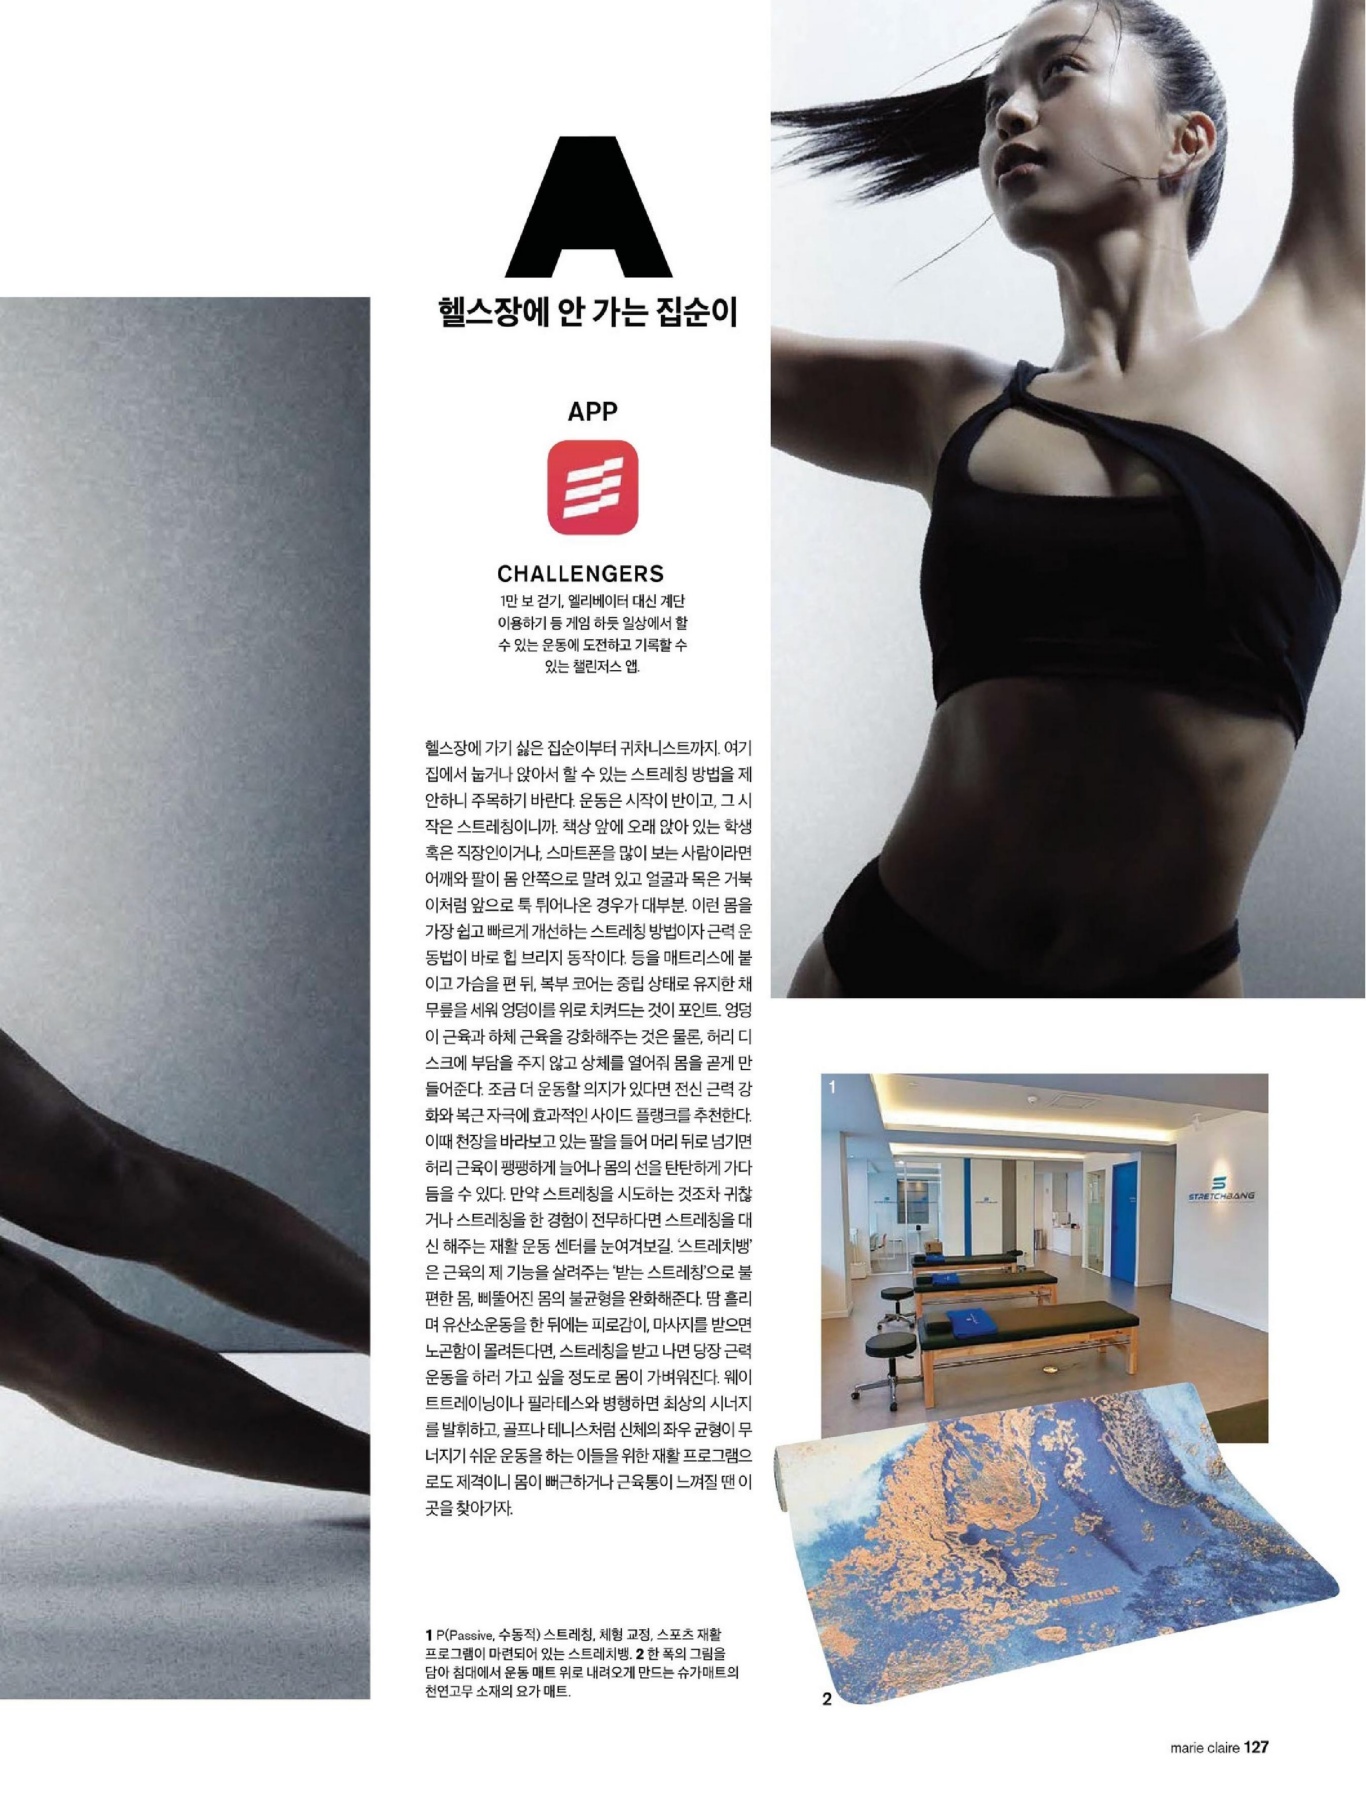 A
헬스장에 안 가는 집순이
APP
CHALLENGERS
1만 보 걷기, 엘리베이터 대신 계단
이용하기 등 게임 하듯 일상에서 할
수 있는 운동에 도전하고 기록할 수
있는 챌린저스 앱.
헬스장에 가기 싫은 집순이부터 귀차니스트까지. 여기
집에서 눕거나 앉아서 할 수 있는 스트레칭 방법을 제
안하니 주목하기 바란다. 운동은 시작이 반이고, 그 시
작은 스트레칭이니까. 책상 앞에 오래 앉아 있는 학생
혹은 직장인이거나, 스마트폰을 많이 보는 사람이라면
어깨와 팔이 몸 안쪽으로 말려 있고 얼굴과 목은 거북
이처럼 앞으로 툭 튀어나온 경우가 대부분. 이런 몸을
가장 쉽고 빠르게 개선하는 스트레칭 방법이자 근력 운
동법이 바로 힙 브리지 동작이다. 등을 매트리스에 붙
이고 가슴을 편 뒤, 복부 코어는 중립 상태로 유지한 채
무릎을 세워 엉덩이를 위로 치켜드는 것이 포인트. 엉덩
이 근육과 하체 근육을 강화해주는 것은 물론, 허리 디
스크에 부담을 주지 않고 상체를 열어줘 몸을 곧게 만
들어준다. 조금 더 운동할 의지가 있다면 전신 근력 강
화와 복근 자극에 효과적인 사이드 플랭크를 추천한다.
이때 천장을 바라보고 있는 팔을 들어 머리 뒤로 넘기면
허리 근육이 팽팽하게 늘어나 몸의 선을 탄탄하게 가다
듬을 수 있다. 만약 스트레칭을 시도하는 것조차 귀찮
거나 스트레칭을 한 경험이 전무하다면 스트레칭을 대
신 해주는 재활 운동 센터를 눈여겨보길. ‘스트레치뱅’
은 근육의 제 기능을 살려주는 ‘받는 스트레칭’으로 불
편한 몸, 삐뚤어진 몸의 불균형을 완화해준다. 땀 흘리
며 유산소운동을 한 뒤에는 피로감이, 마사지를 받으면
노곤함이 몰려든다면, 스트레칭을 받고 나면 당장 근력
운동을 하러 가고 싶을 정도로 몸이 가벼워진다. 웨이
트트레이닝이나 필라테스와 병행하면 최상의 시너지
를 발휘하고, 골프나 테니스처럼 신체의 좌우 균형이 무
너지기 쉬운 운동을 하는 이들을 위한 재활 프로그램으
로도 제격이니 몸이 뻐근하거나 근육통이 느껴질 땐 이
곳을 찾아가자.
1 P(Passive, 수동적) 스트레칭, 체형 교정, 스포츠 재활
프로그램이 마련되어 있는 스트레치뱅. 2 한 폭의 그림을
담아 침대에서 운동 매트 위로 내려오게 만드는 슈가매트의
천연고무 소재의 요가 매트.
1
STRETCHBANG
sugarmat
2
marie claire 127